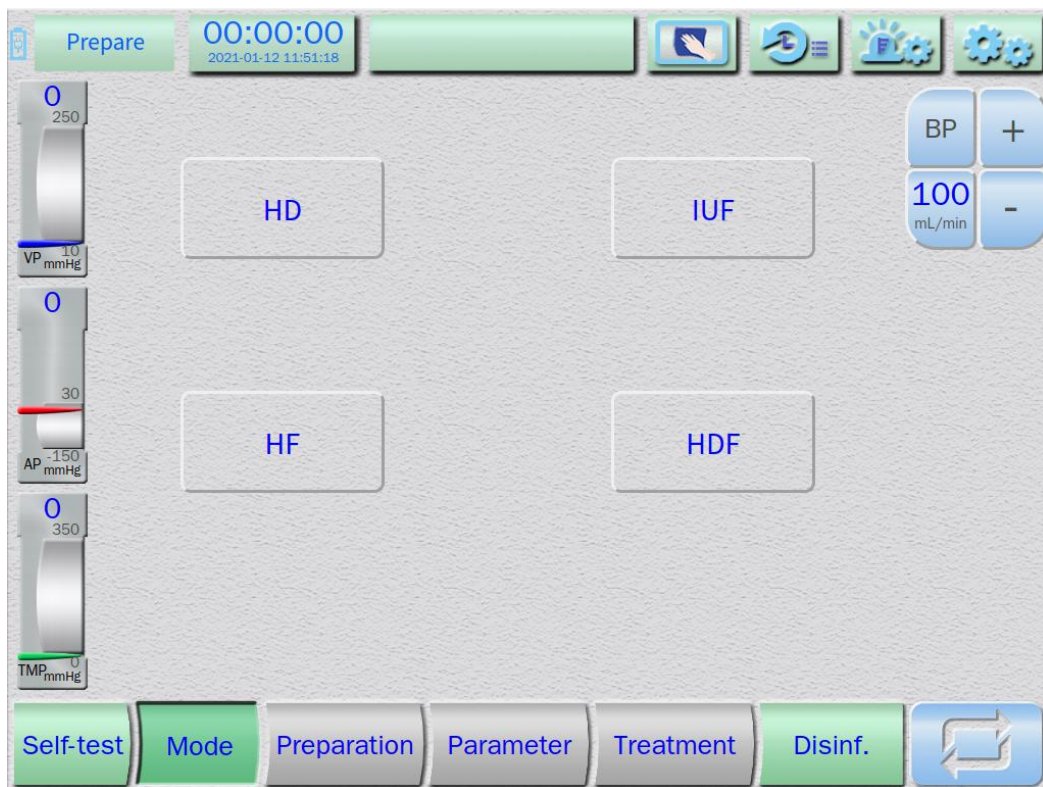 Prepare
00:00:00
2021-01-12 11:51:18
F
0
250
10
VP mmHg
0
30
-150
AP mmHg
0
350
0
TMP mmHg
HD
IUF
HF
HDF
BP
+
100
mL/min
-
Self-test
Mode
Preparation
Parameter
Treatment
Disinf.